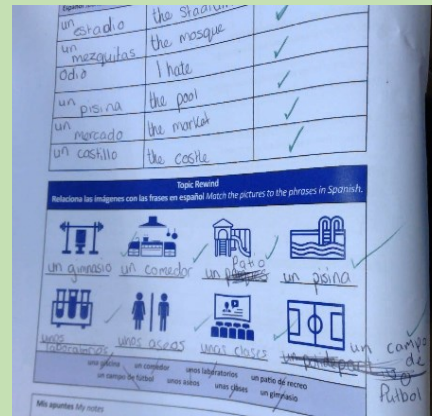 un estadio the stadium
un mezquitas the mosque
Odio I hate
un pisina the pool
un mercado the market
un castillo the castle
Topic Rewind
Relaciona las imágenes con las frases en español Match the pictures to the phrases in Spanish.
un gimnasio un comedor un Patio un pisina
unos laboratorios unos aseos unas clases un campo de futbol
una piscina un comedor unos laboratorios un patio de recreo
un campo de fútbol unos aseos unas clases un gimnasio
Mis apuntes My notes